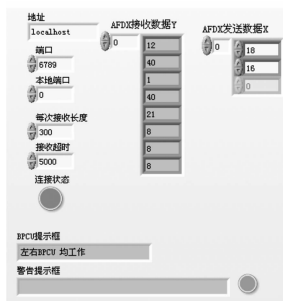 地址
localhost
端口
6789
本地端口
0
每次接收长度
300
接收超时
5000
连接状态
AFDX接收数据Y
0
12
40
1
40
21
8
8
8
AFDX发送数据X
0
18
16
0
BPCU提示框
左右BPCU 均工作
警告提示框